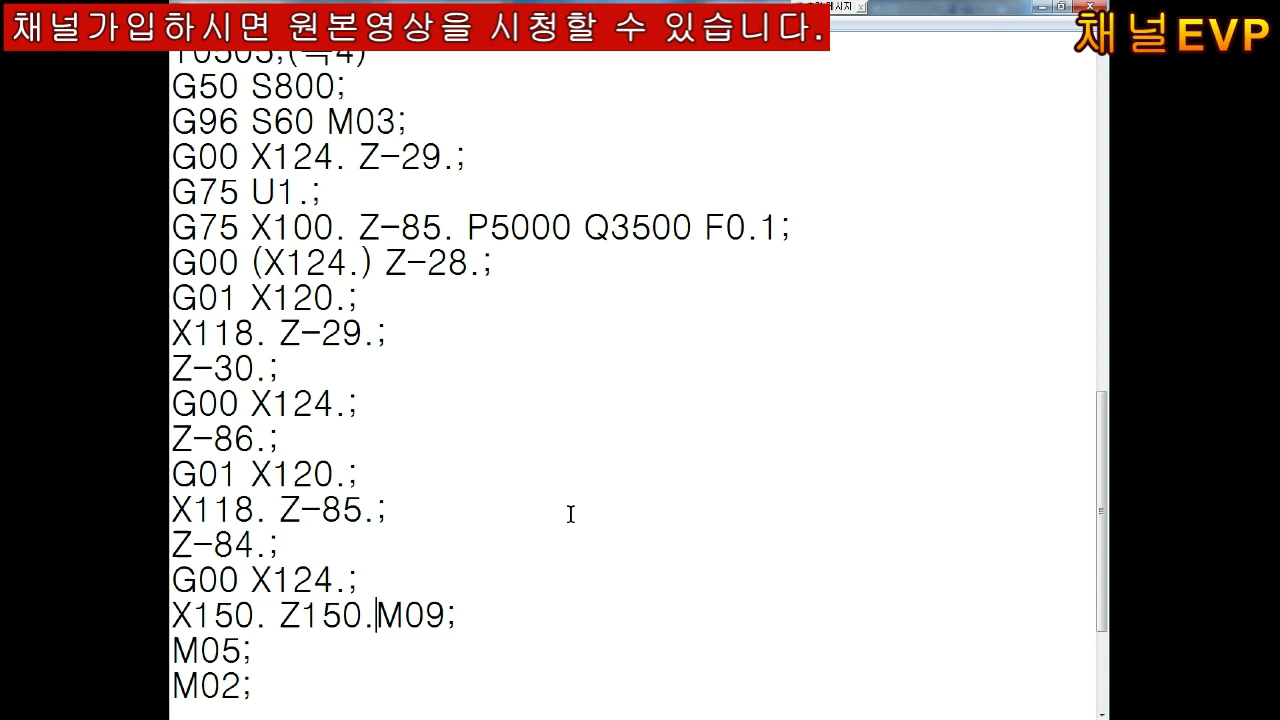 채널가입하시면 원본영상을 시청할 수 있습니다.
채널EVP
G50 S800;
G96 S60 M03;
G00 X124. Z-29.;
G75 U1.;
G75 X100. Z-85. P5000 Q3500 F0.1;
G00 (X124.) Z-28.;
G01 X120.;
X118. Z-29.;
Z-30.;
G00 X124.;
Z-86.;
G01 X120.;
X118. Z-85.;
Z-84.;
G00 X124.;
X150. Z150.M09;
M05;
M02;